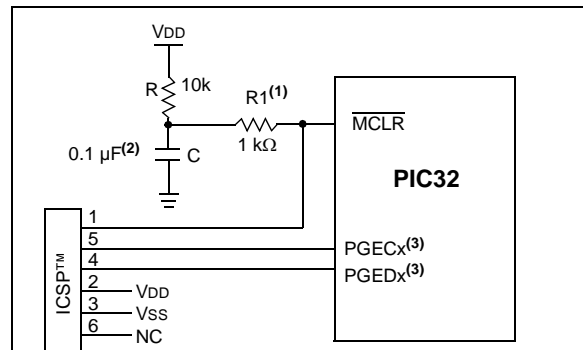 VDD
R 10k
R1(1)
1 kΩ
0.1 µF(2) C
MCLR
PIC32
ICSP™
1
5
4
2 VDD
3 VSS
6 NC
PGECx(3)
PGEDx(3)